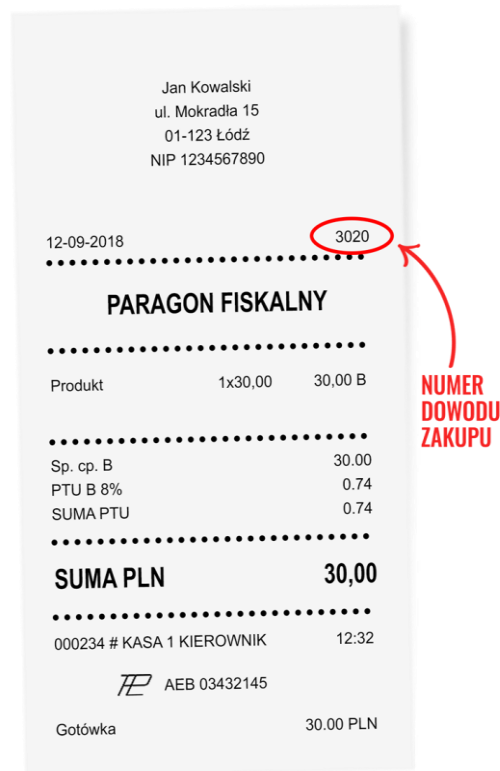 Jan Kowalski
ul. Mokradła 15
01-123 Łódź
NIP 1234567890
12-09-2018 3020
PARAGON FISKALNY
Produkt 1x30,00 30,00 B
NUMER
DOWODU
ZAKUPU
Sp. cp. B 30.00
PTU B 8% 0.74
SUMA PTU 0.74
SUMA PLN 30,00
000234 # KASA 1 KIEROWNIK 12:32
AEB 03432145
Gotówka 30.00 PLN